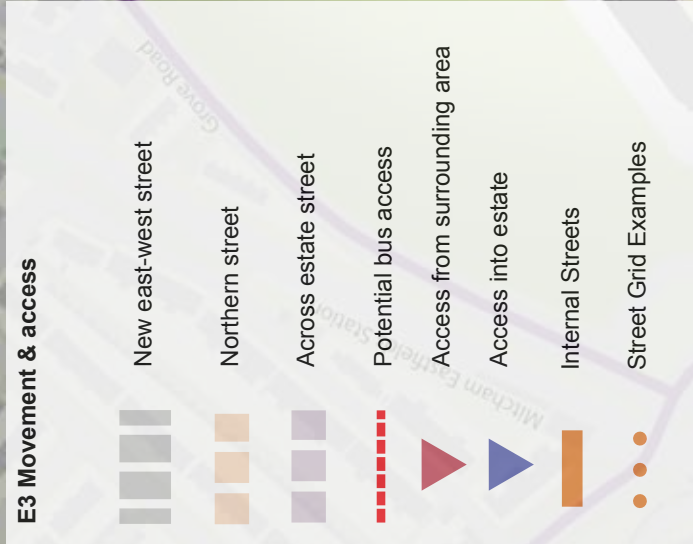 E3 Movement & access
New east-west street
Northern street
Across estate street
Potential bus access
Access from surrounding area
Access into estate
Internal Streets
Street Grid Examples
Grove Road
Mitcham Eastfield Station